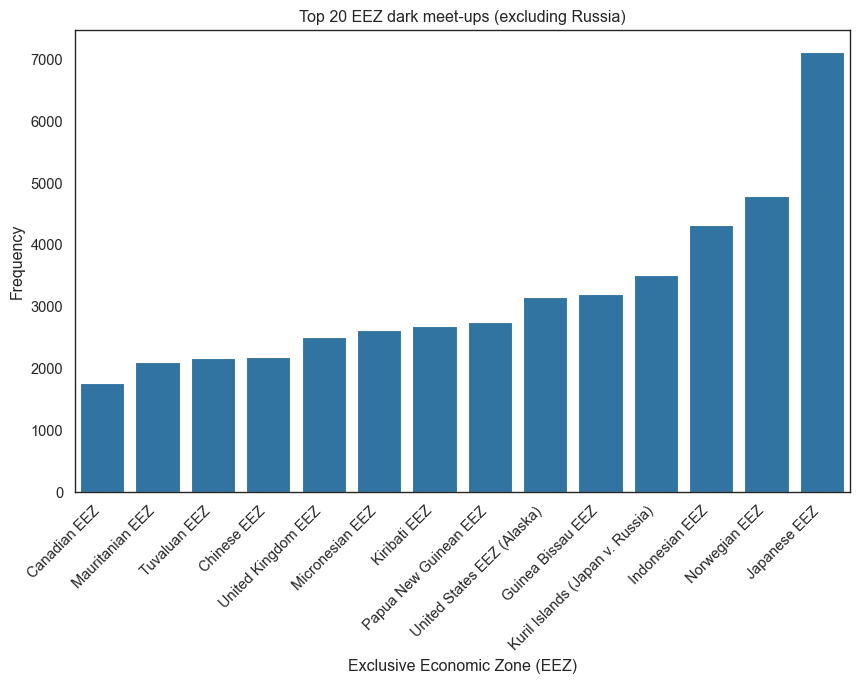 Top 20 EEZ dark meet-ups (excluding Russia)
7000
6000
5000
4000
3000
2000
1000
0
Frequency
Canadian EEZ
Mauritanian EEZ
Tuvaluan EEZ
Chinese EEZ
United Kingdom EEZ
Micronesian EEZ
Kiribati EEZ
Papua New Guinean EEZ
United States EEZ (Alaska)
Guinea Bissau EEZ
Kuril Islands (Japan v. Russia)
Indonesian EEZ
Norwegian EEZ
Japanese EEZ
Exclusive Economic Zone (EEZ)